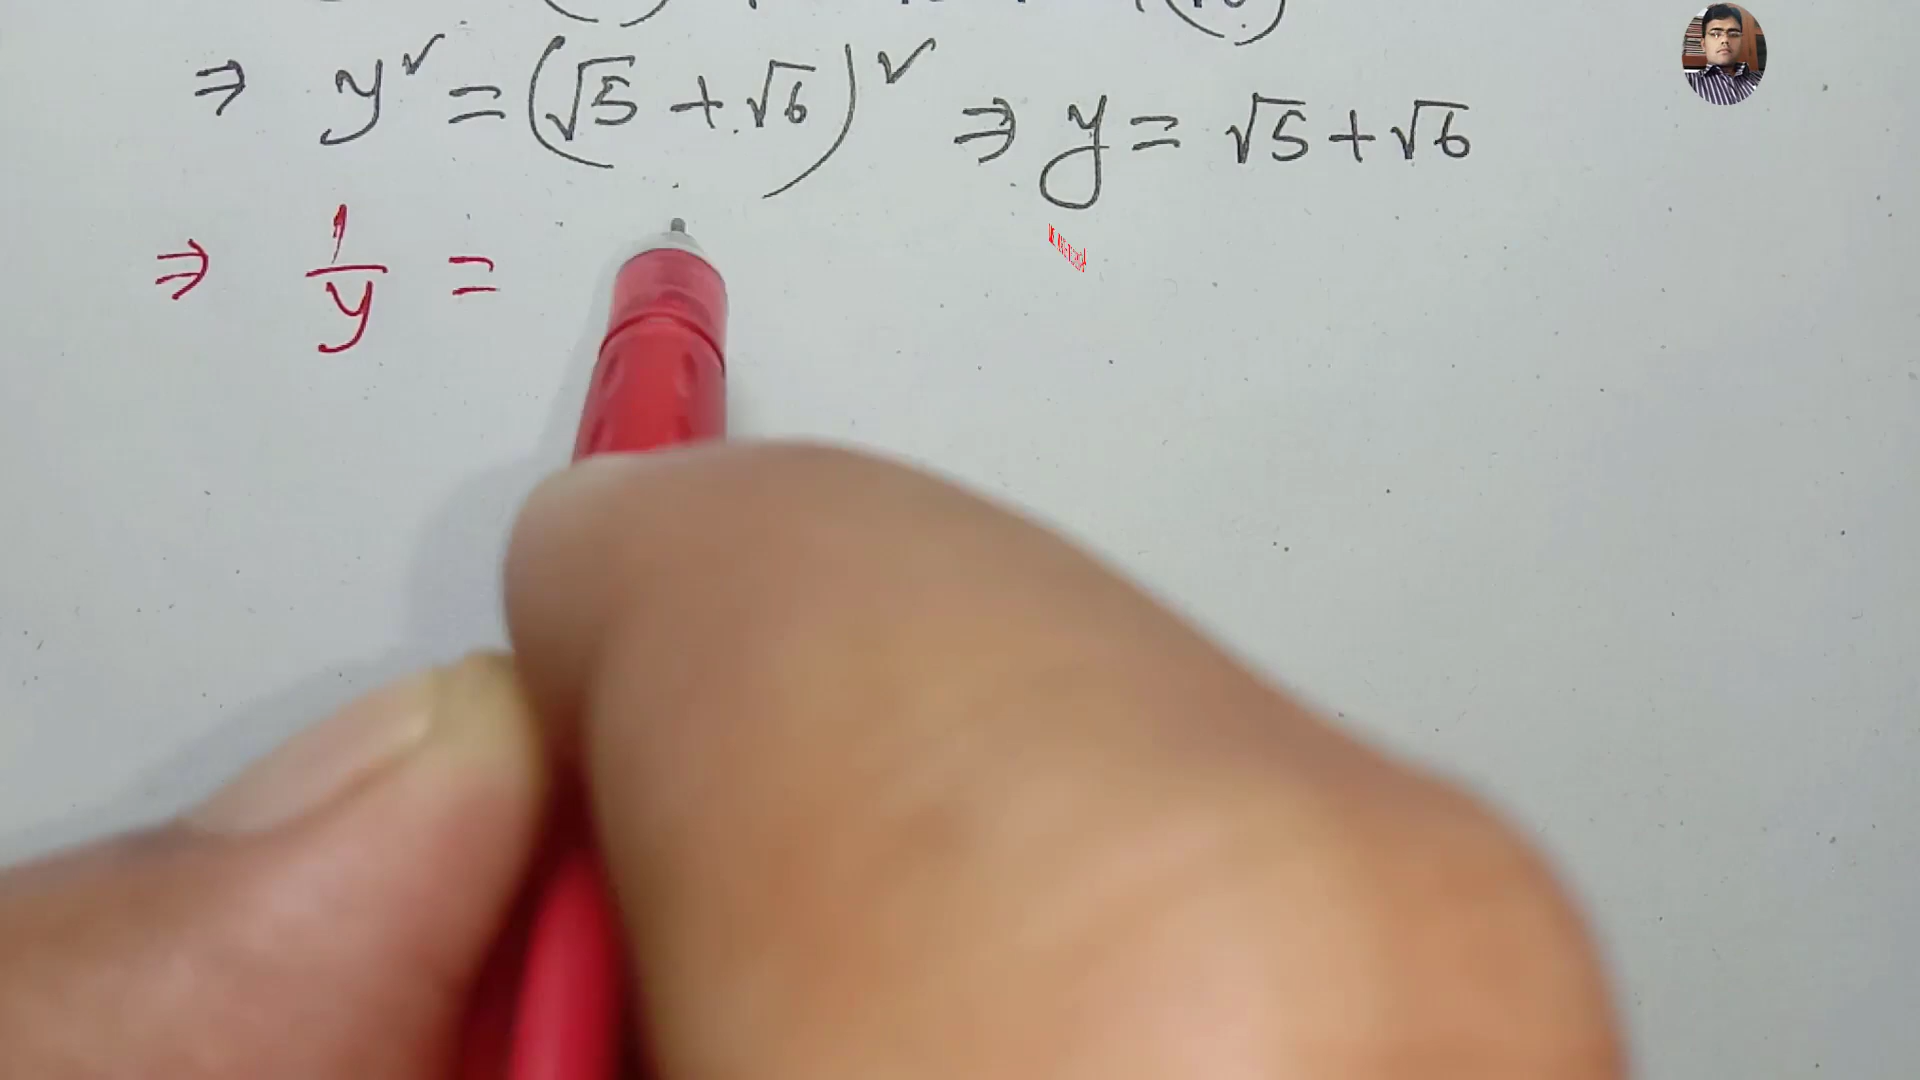 ⇒ y² = (√5 + √6)² ⇒ y = √5 + √6
⇒ 1/y =